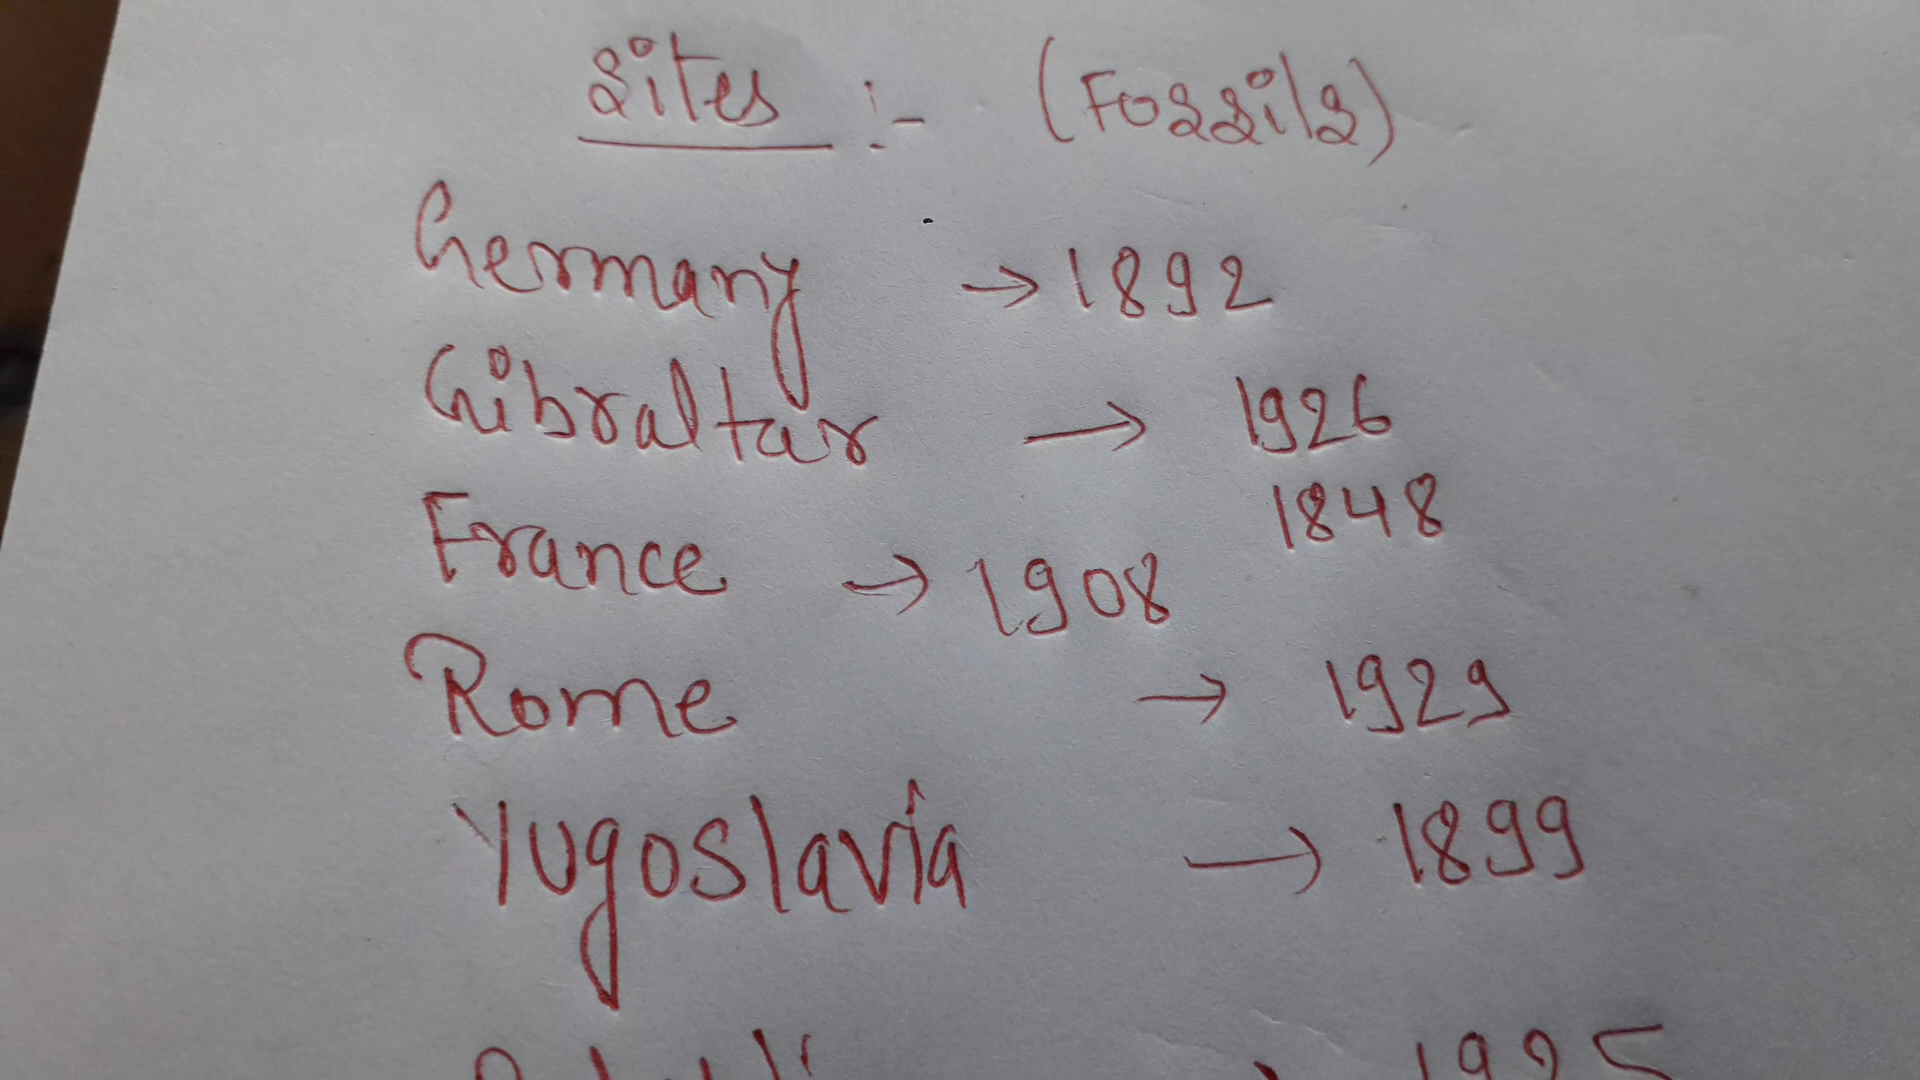 Sites :- (Fossils)
Germany → 1892
Gibraltar → 1926
1848
France → 1908
Rome → 1929
Yugoslavia → 1899